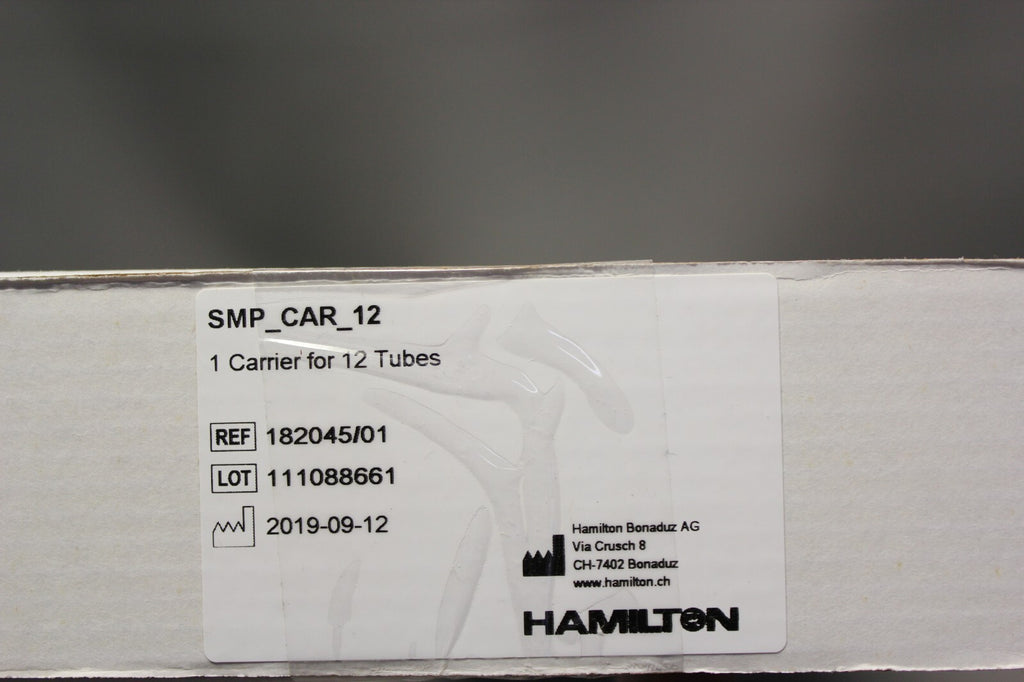 SMP_CAR_12
1 Carrier for 12 Tubes
REF 182045/01
LOT 111088661
2019-09-12
Hamilton Bonaduz AG
Via Crusch 8
CH-7402 Bonaduz
www.hamilton.ch
HAMILTON